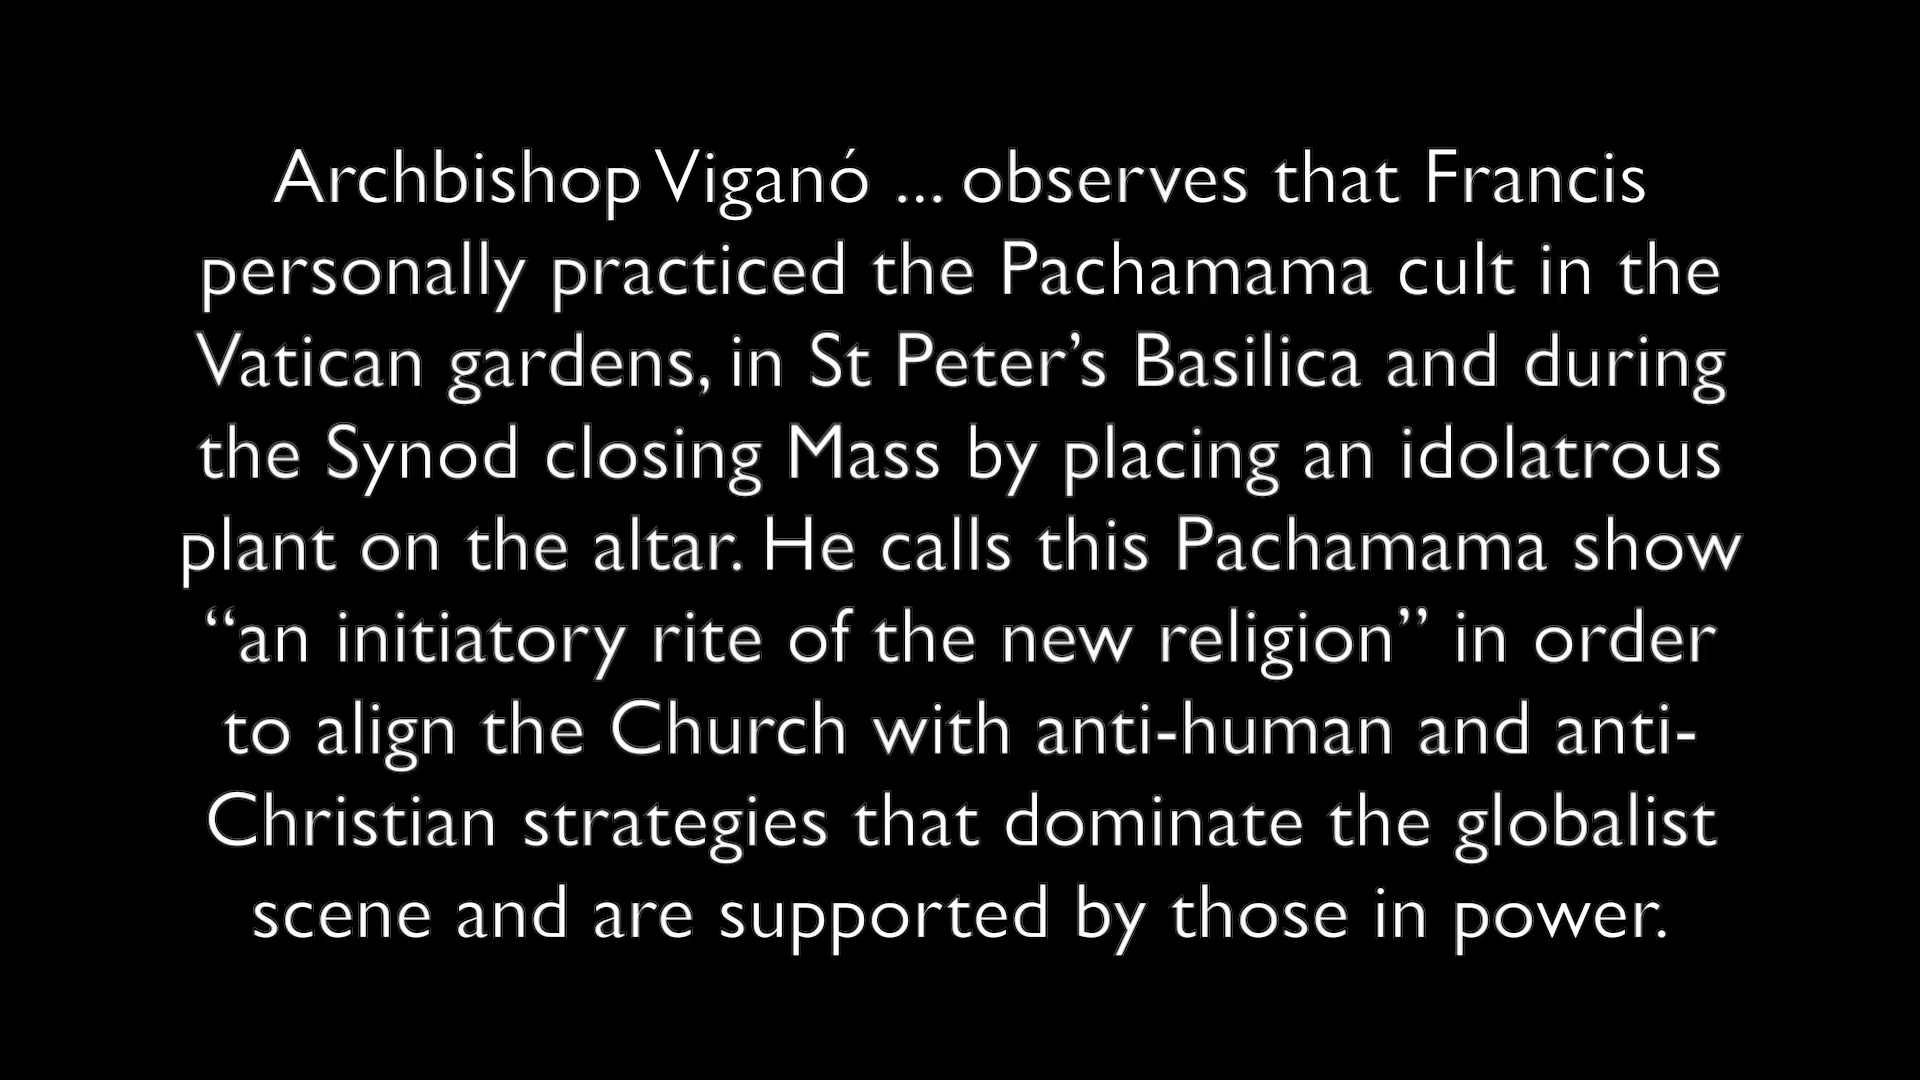 Archbishop Viganó ... observes that Francis
personally practiced the Pachamama cult in the
Vatican gardens, in St Peter’s Basilica and during
the Synod closing Mass by placing an idolatrous
plant on the altar. He calls this Pachamama show
“an initiatory rite of the new religion” in order
to align the Church with anti-human and anti-
Christian strategies that dominate the globalist
scene and are supported by those in power.